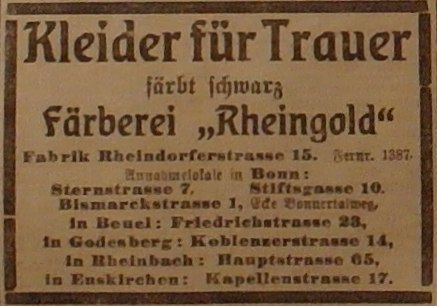 Kleider für Trauer
färbt schwarz
Färberei „Rheingold“
Fabrik Rheindorferstrasse 15. Fernr. 1387.
Annahmelokale in Bonn:
Sternstrasse 7, Stiftsgasse 10.
Bismarckstrasse 1, Ecke Bonnertalweg,
in Beuel: Friedrichstrasse 23,
in Godesberg: Koblenzerstrasse 14,
in Rheinbach: Hauptstrasse 65,
in Euskirchen: Kapellenstrasse 17.